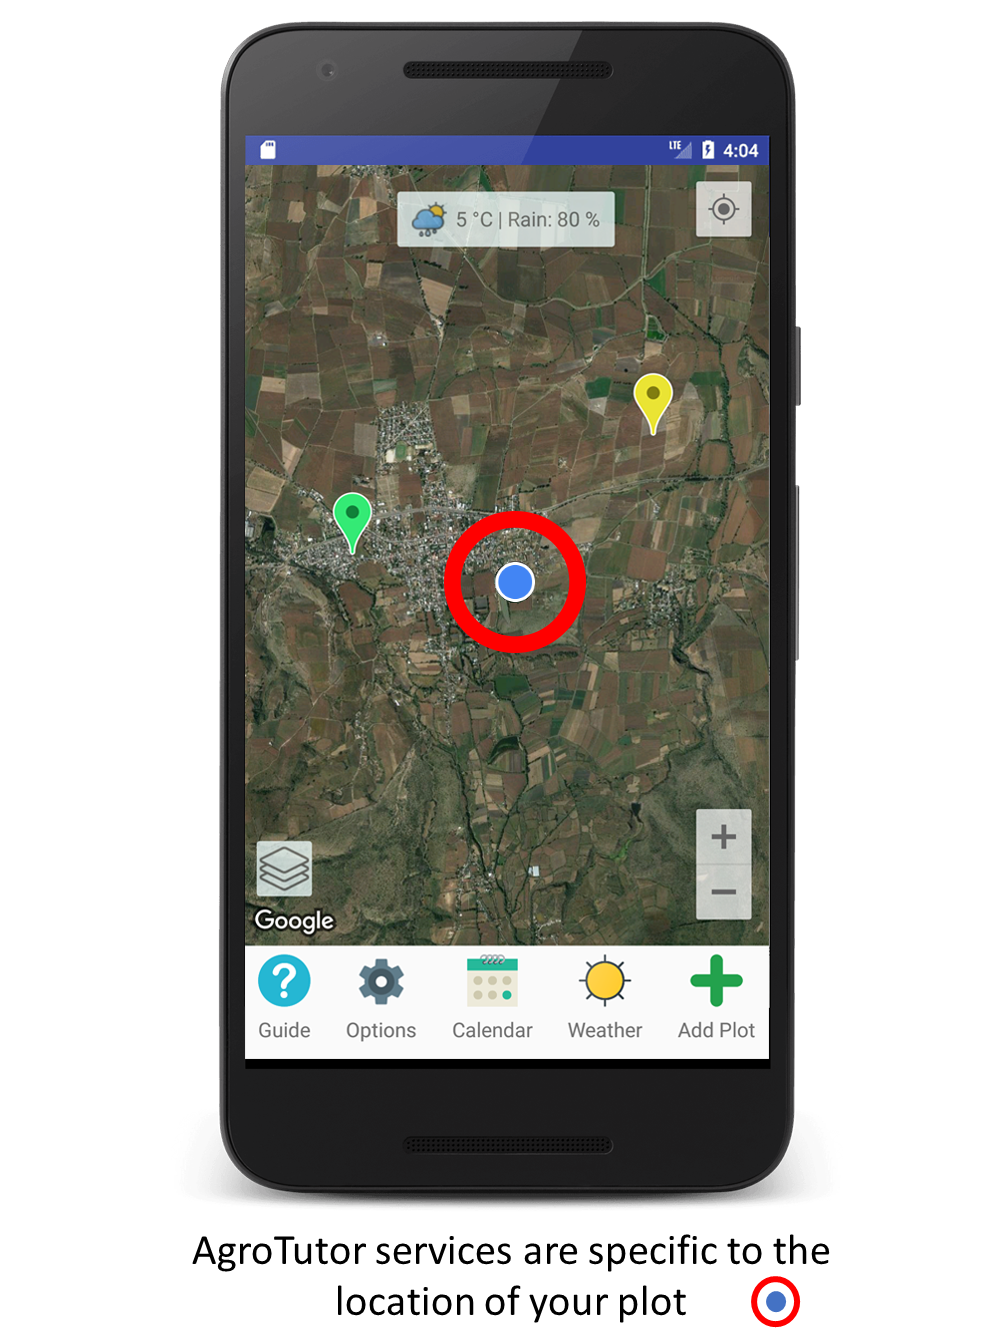 LTE 4:04
5 °C | Rain: 80 %
+
−
Google
? Guide
Options
Calendar
Weather
Add Plot
AgroTutor services are specific to the
location of your plot